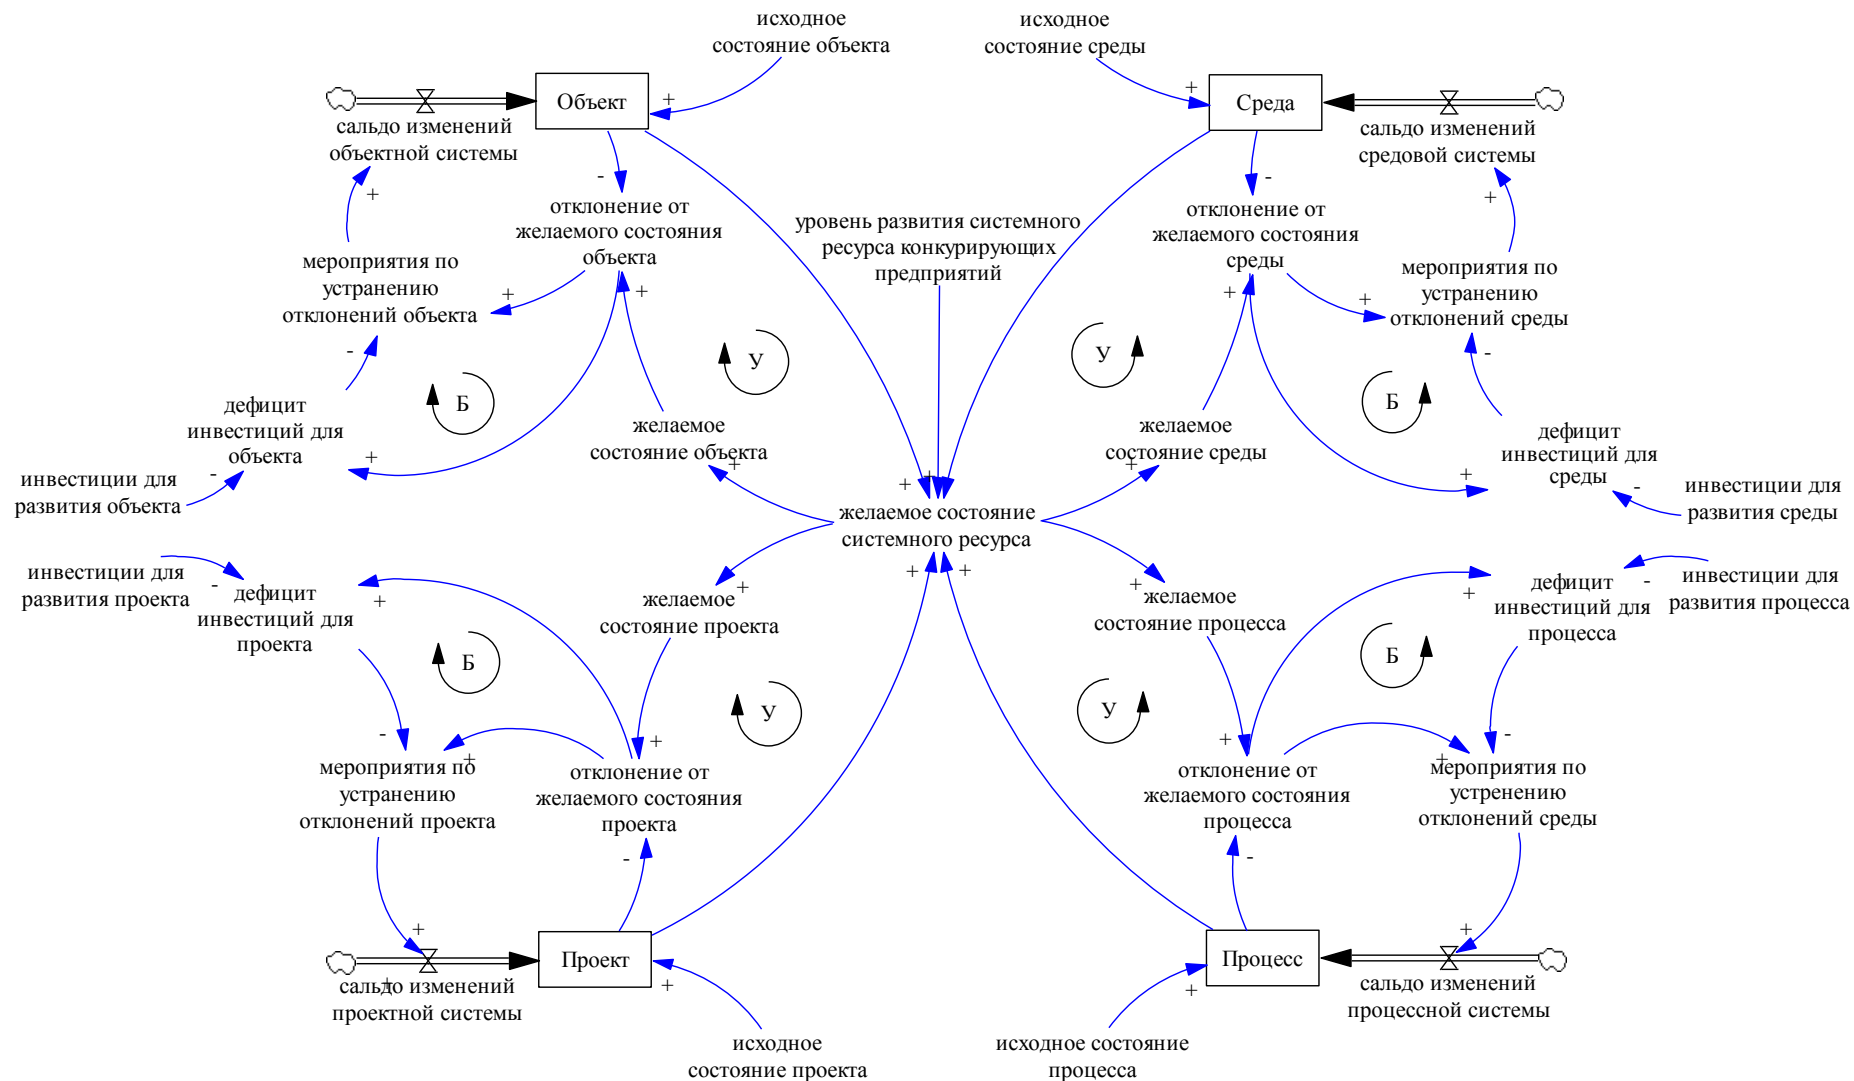 исходное
состояние объекта
исходное
состояние среды
Объект
+
+
Среда
сальдо изменений
объектной системы
сальдо изменений
средовой системы
+
-
-
+
отклонение от
желаемого состояния
объекта
уровень развития системного
ресурса конкурирующих
предприятий
отклонение от
желаемого состояния
среды
мероприятия по
устранению
отклонений объекта
мероприятия по
устранению
отклонений среды
+
+
+
+
-
У
У
-
Б
Б
дефицит
инвестиций для
объекта
желаемое
состояние объекта
желаемое
состояние среды
дефицит
инвестиций для
среды
+
+
+
+
-
-
+
+
инвестиции для
развития объекта
инвестиции для
развития среды
желаемое состояние
системного ресурса
инвестиции для
развития проекта
-
дефицит
инвестиций для
проекта
+
+
желаемое
состояние проекта
+
+
+
желаемое
состояние процесса
+
дефицит
инвестиций для
процесса
-
инвестиции для
развития процесса
Б
У
У
Б
-
+
+
+
+
-
мероприятия по
устранению
отклонений проекта
отклонение от
желаемого состояния
проекта
отклонение от
желаемого состояния
процесса
мероприятия по
устренению
отклонений среды
-
-
+
+
Проект
Процесс
+
сальдо изменений
проектной системы
+
+
сальдо изменений
процессной системы
исходное
состояние проекта
исходное состояние
процесса